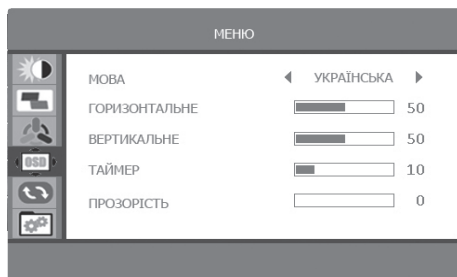 МЕНЮ
МОВА УКРАЇНСЬКА
ГОРИЗОНТАЛЬНЕ 50
ВЕРТИКАЛЬНЕ 50
OSD
ТАЙМЕР 10
ПРОЗОРІСТЬ 0